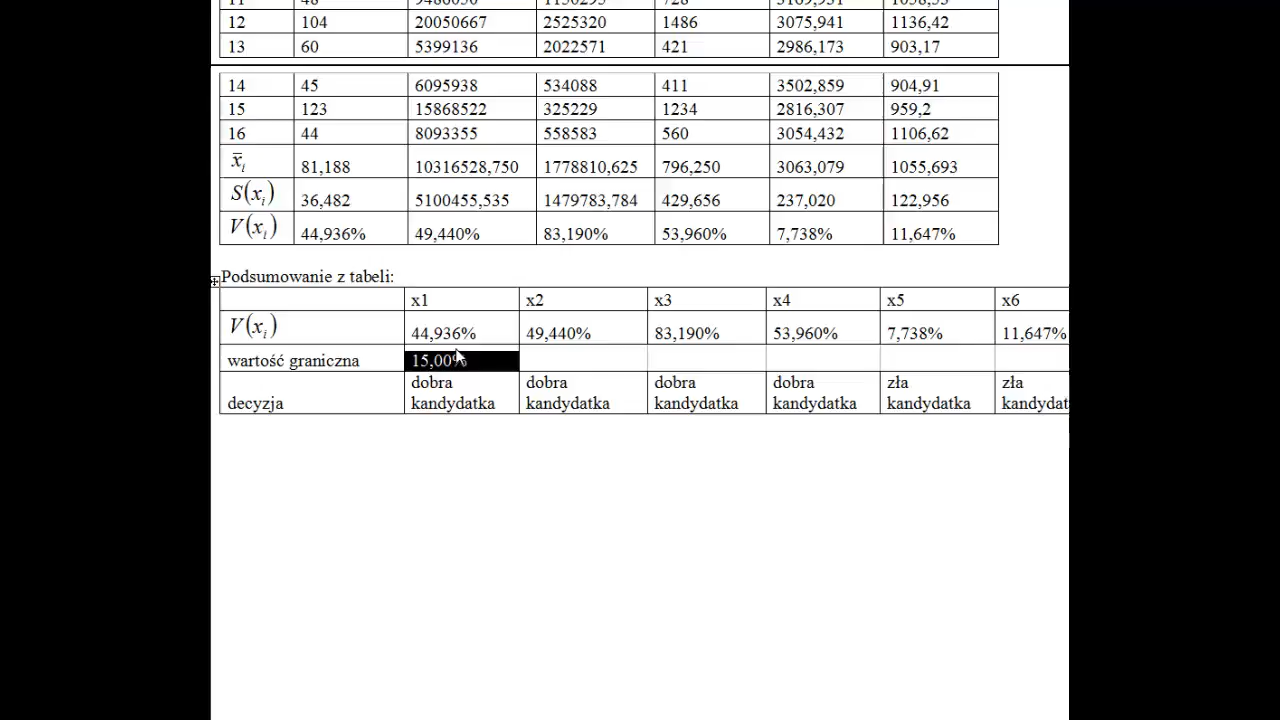 12 104 20050667 2525320 1486 3075,941 1136,42
13 60 5399136 2022571 421 2986,173 903,17
14 45 6095938 534088 411 3502,859 904,91
15 123 15868522 325229 1234 2816,307 959,2
16 44 8093355 558583 560 3054,432 1106,62
x̅ᵢ 81,188 10316528,750 1778810,625 796,250 3063,079 1055,693
S(xᵢ) 36,482 5100455,535 1479783,784 429,656 237,020 122,956
V(xᵢ) 44,936% 49,440% 83,190% 53,960% 7,738% 11,647%
Podsumowanie z tabeli:
x1 x2 x3 x4 x5 x6
V(xᵢ) 44,936% 49,440% 83,190% 53,960% 7,738% 11,647%
wartość graniczna 15,00%
dobra dobra dobra dobra zła zła
decyzja kandydatka kandydatka kandydatka kandydatka kandydatka kandydat